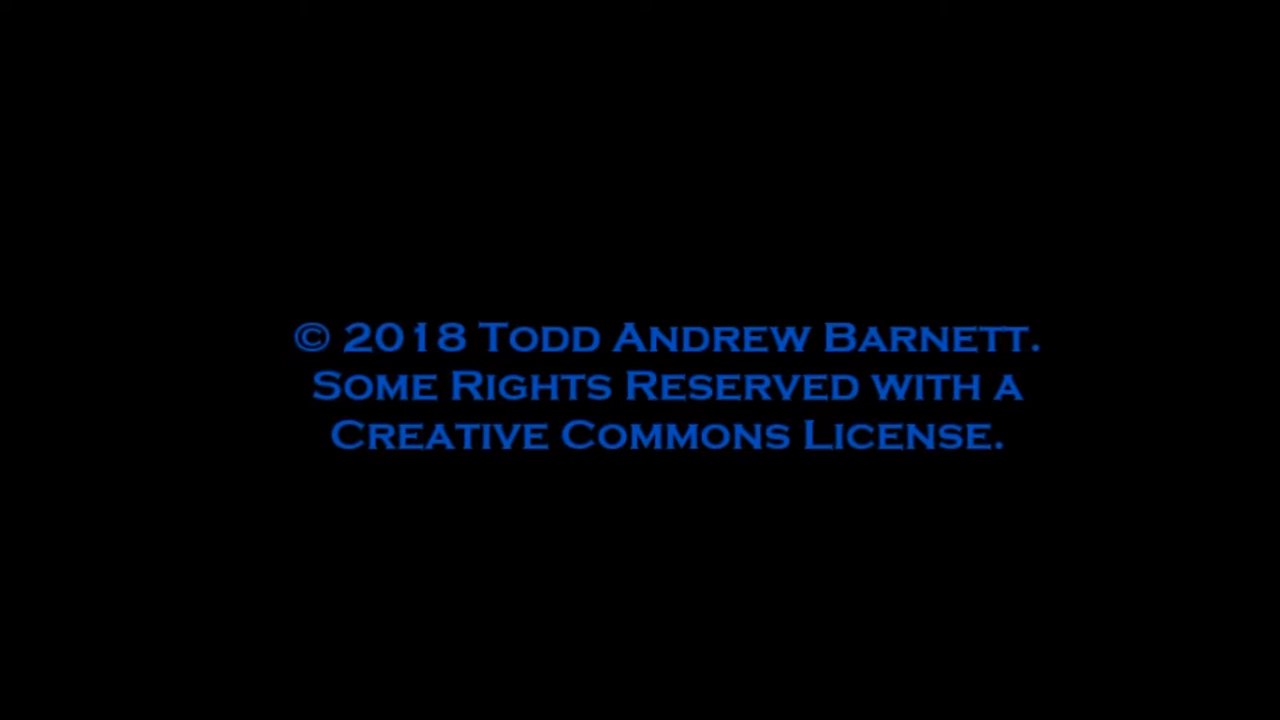 © 2018 Todd Andrew Barnett.
Some Rights Reserved with a
Creative Commons License.